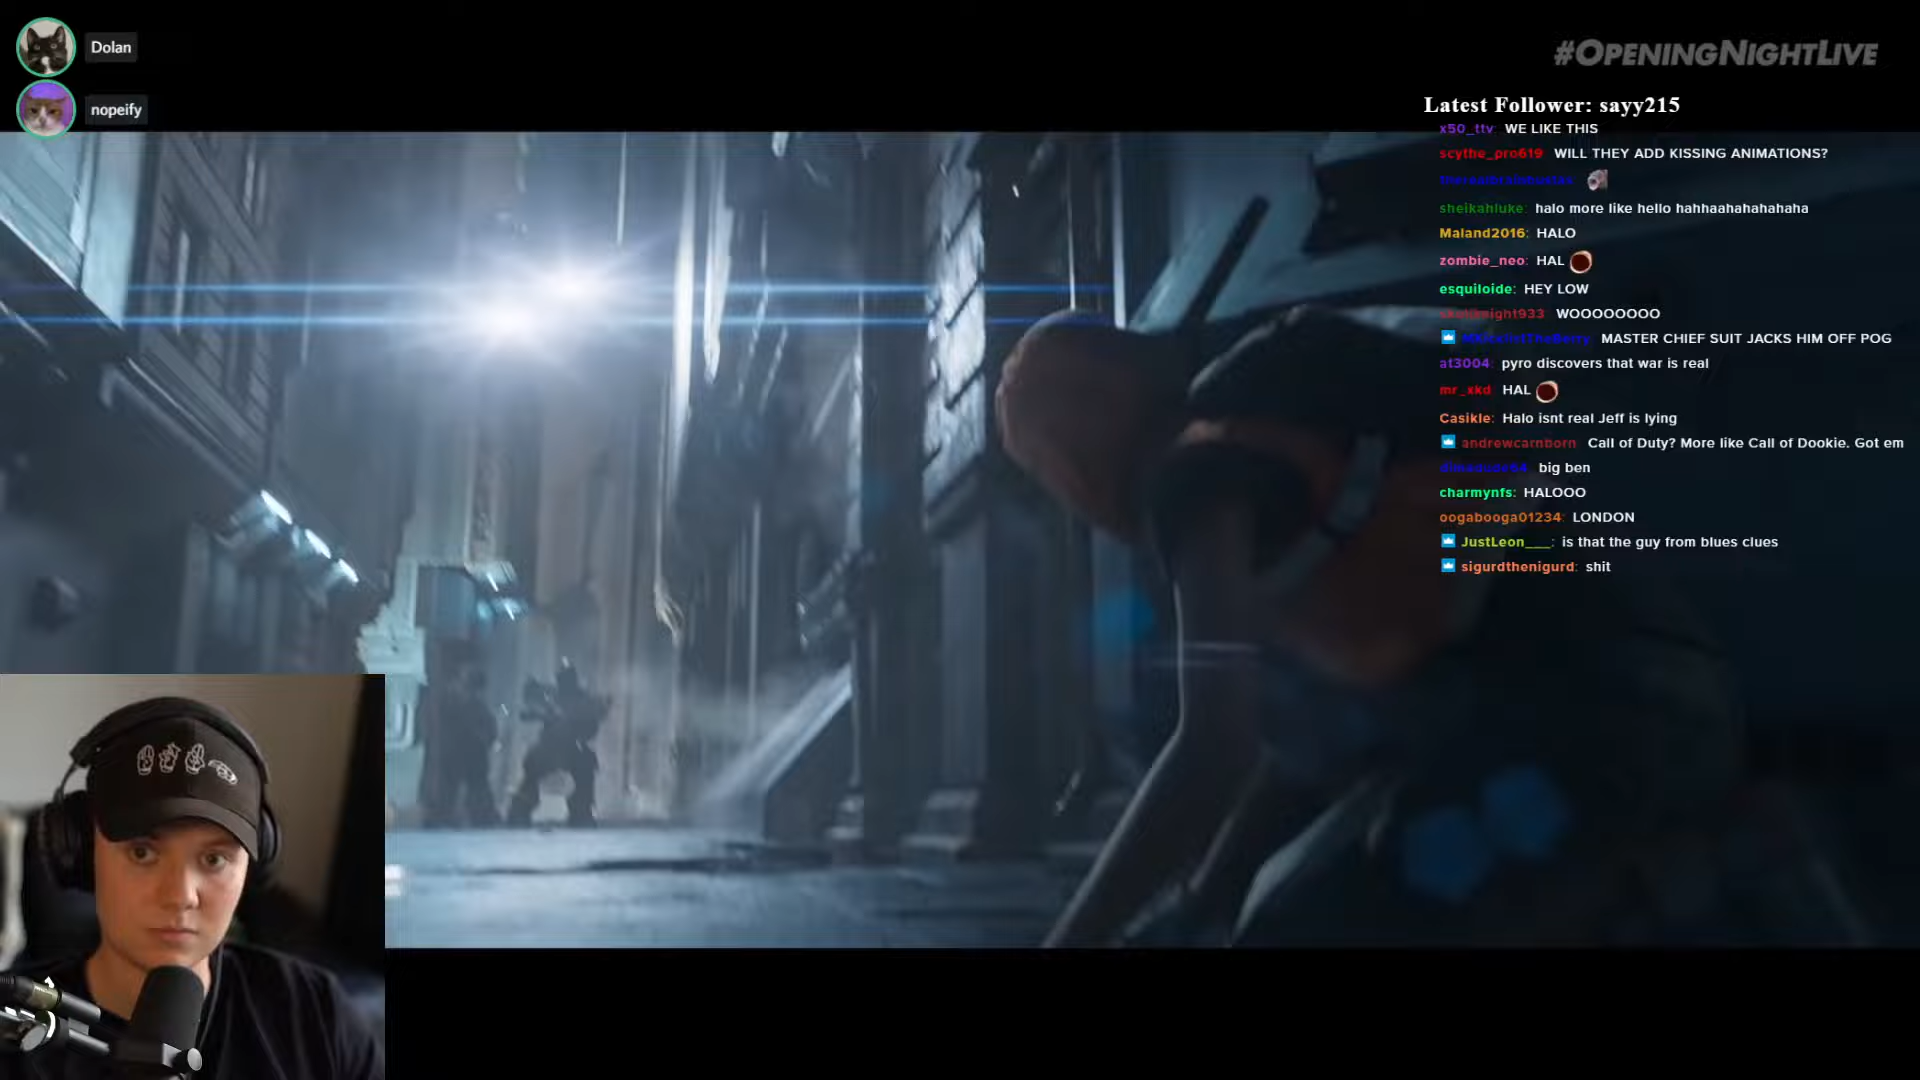 Dolan
nopeify
#OPENINGNIGHTLIVE
Latest Follower: sayy215
x50_ttv: WE LIKE THIS
scythe_pro619 WILL THEY ADD KISSING ANIMATIONS?
sheikahluke: halo more like hello hahhaahahahahaha
Maland2016: HALO
zombie_neo: HAL
esquiloide: HEY LOW
WOOOOOOOO
MASTER CHIEF SUIT JACKS HIM OFF POG
at3004: pyro discovers that war is real
mr_xkd HAL
Casikle: Halo isnt real Jeff is lying
andrewcarnborn Call of Duty? More like Call of Dookie. Got em
big ben
charmynfs: HALOOO
oogabooga01234: LONDON
JustLeon___: is that the guy from blues clues
sigurdthenigurd: shit